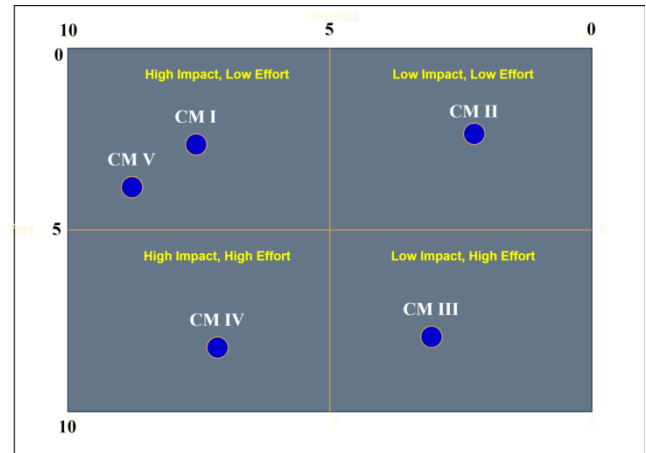 Impact
10 5 0
0
High Impact, Low Effort Low Impact, Low Effort
CM I CM II
CM V
5
High Impact, High Effort Low Impact, High Effort
CM IV CM III
10